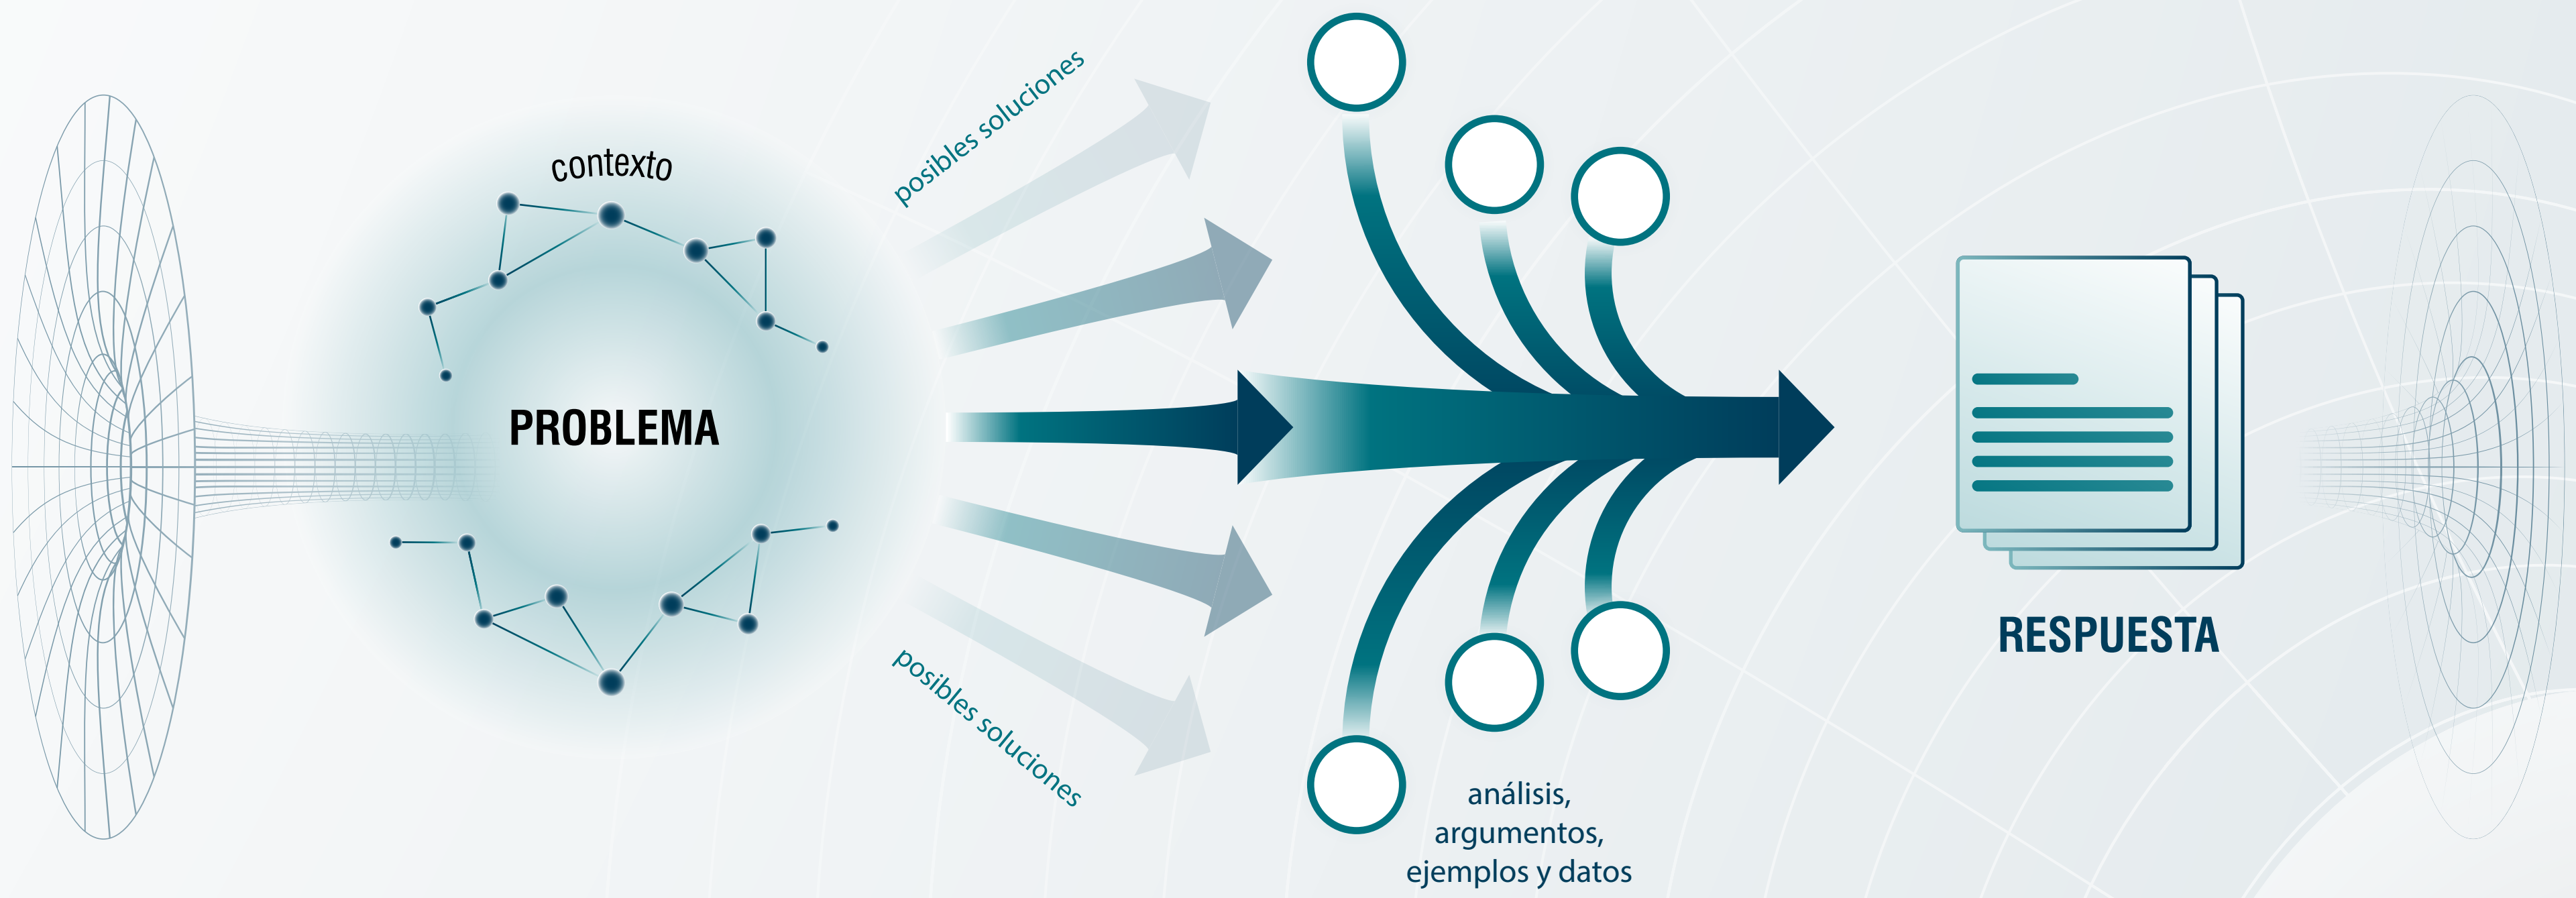 contexto
PROBLEMA
posibles soluciones
posibles soluciones
análisis,
argumentos,
ejemplos y datos
RESPUESTA